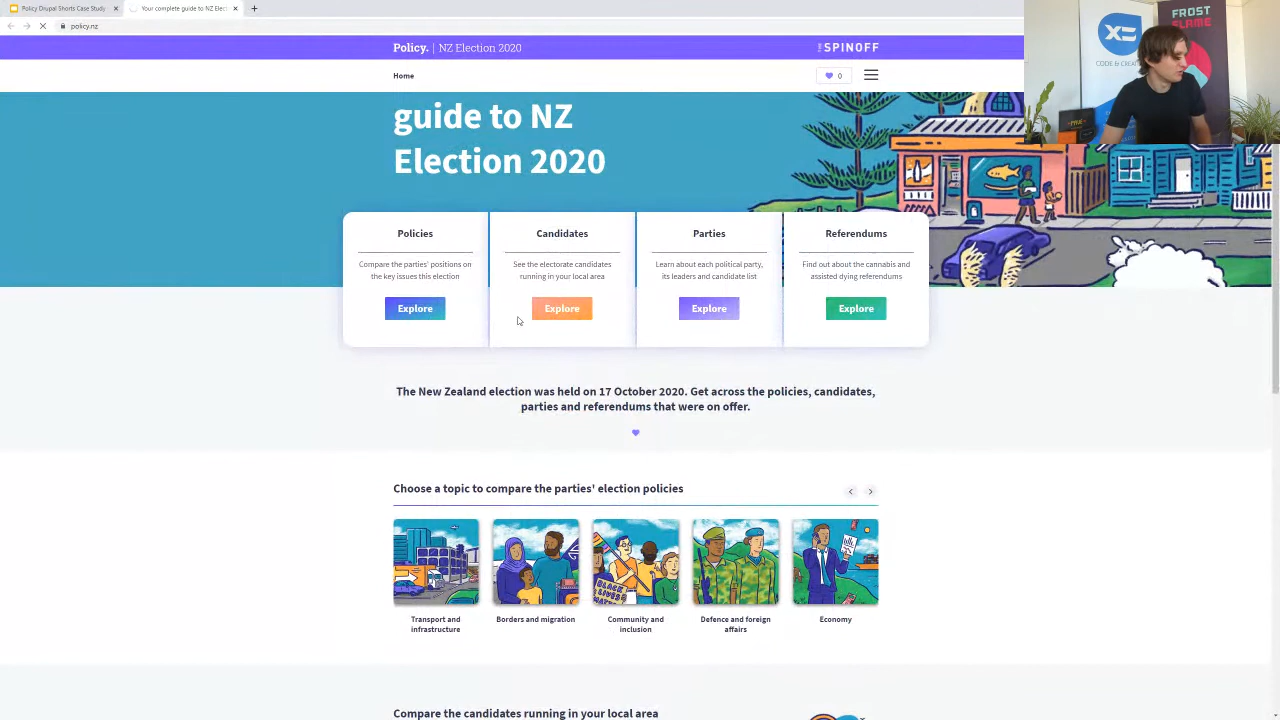 Policy Drupal Shorts Case Study
Your complete guide to NZ Elec
policy.nz
Policy. | NZ Election 2020
THE SPINOFF
Home
0
guide to NZ
Election 2020
Policies
Compare the parties' positions on
the key issues this election
Explore
Candidates
See the electorate candidates
running in your local area
Explore
Parties
Learn about each political party,
its leaders and candidate list
Explore
Referendums
Find out about the cannabis and
assisted dying referendums
Explore
The New Zealand election was held on 17 October 2020. Get across the policies, candidates,
parties and referendums that were on offer.
Choose a topic to compare the parties' election policies
BLACK
LIVES
Transport and
infrastructure
Borders and migration
Community and
inclusion
Defence and foreign
affairs
Economy
Compare the candidates running in your local area
CODE & CREA
FROST
FLAME